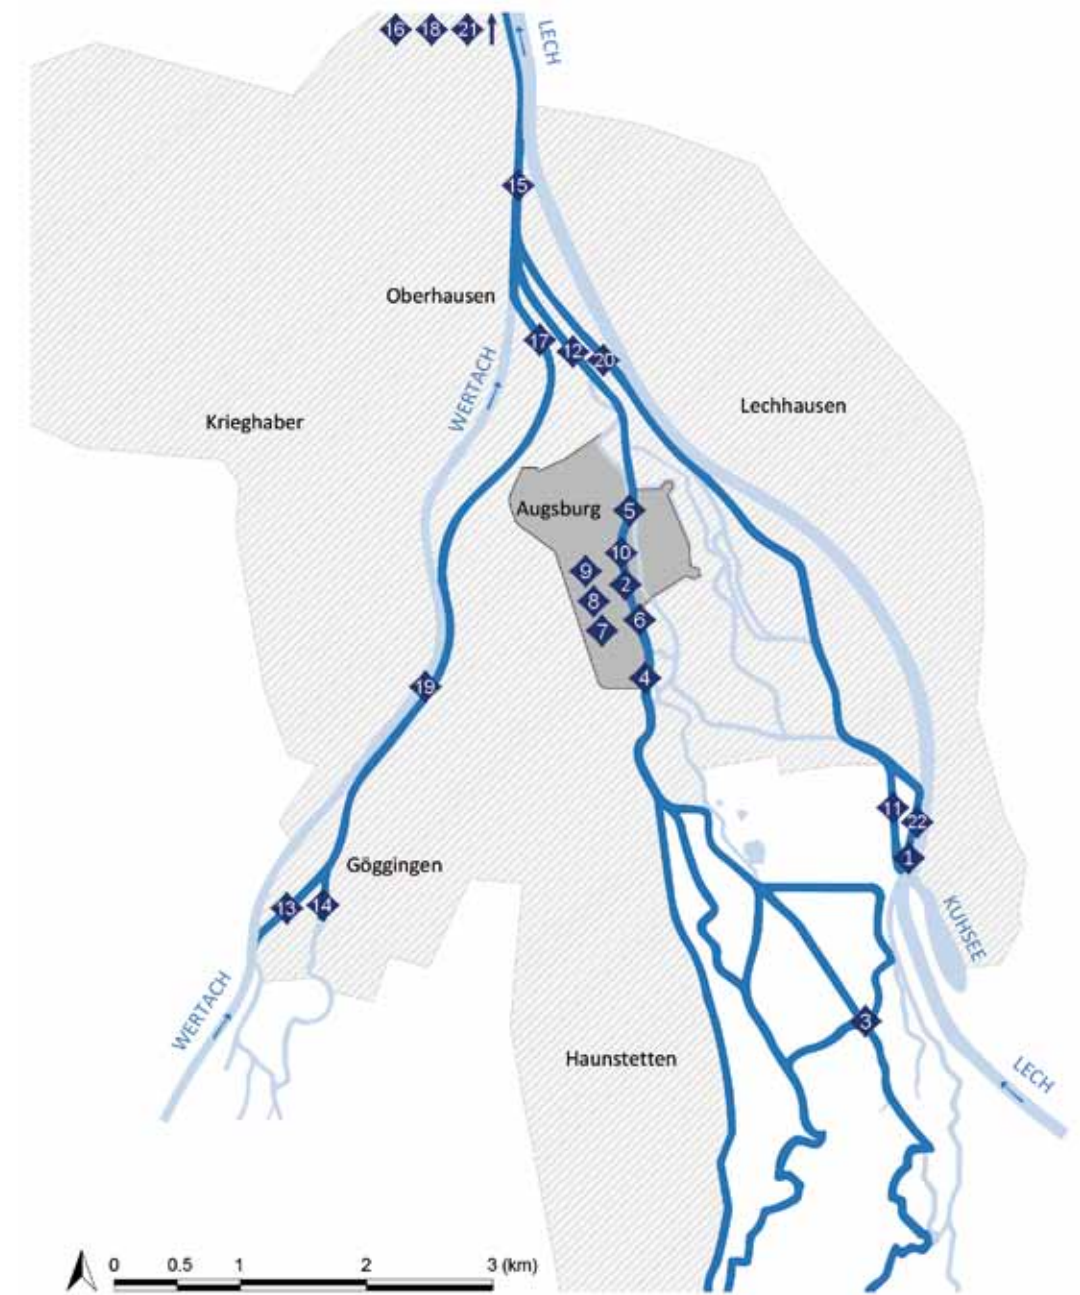 16 18 21
LECH
15
Oberhausen
17 12 20
WERTACH
Lechhausen
Krieghaber
Augsburg
5
10
9
2
8
6
7
4
19
11
22
1
Göggingen
13 14
KUHSEE
WERTACH
3
Haunstetten
LECH
0 0.5 1 2 3 (km)